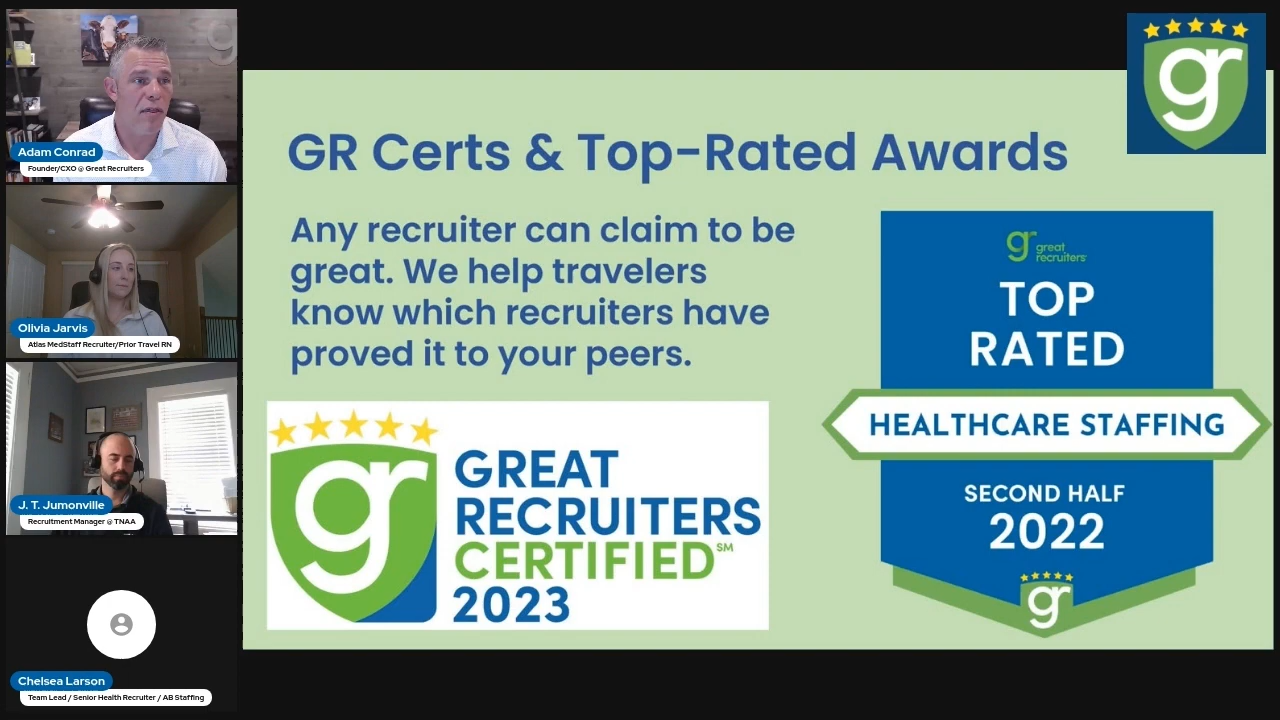 Adam Conrad
Founder/CXO @ Great Recruiters
Olivia Jarvis
Atlas MedStaff Recruiter/Prior Travel RN
J. T. Jumonville
Recruitment Manager @ TNAA
Chelsea Larson
Team Lead / Senior Health Recruiter / AB Staffing
gr
GR Certs & Top-Rated Awards
Any recruiter can claim to be
great. We help travelers
know which recruiters have
proved it to your peers.
gr
GREAT
RECRUITERS
CERTIFIED℠
2023
gr great
recruiters
TOP
RATED
HEALTHCARE STAFFING
SECOND HALF
2022
gr